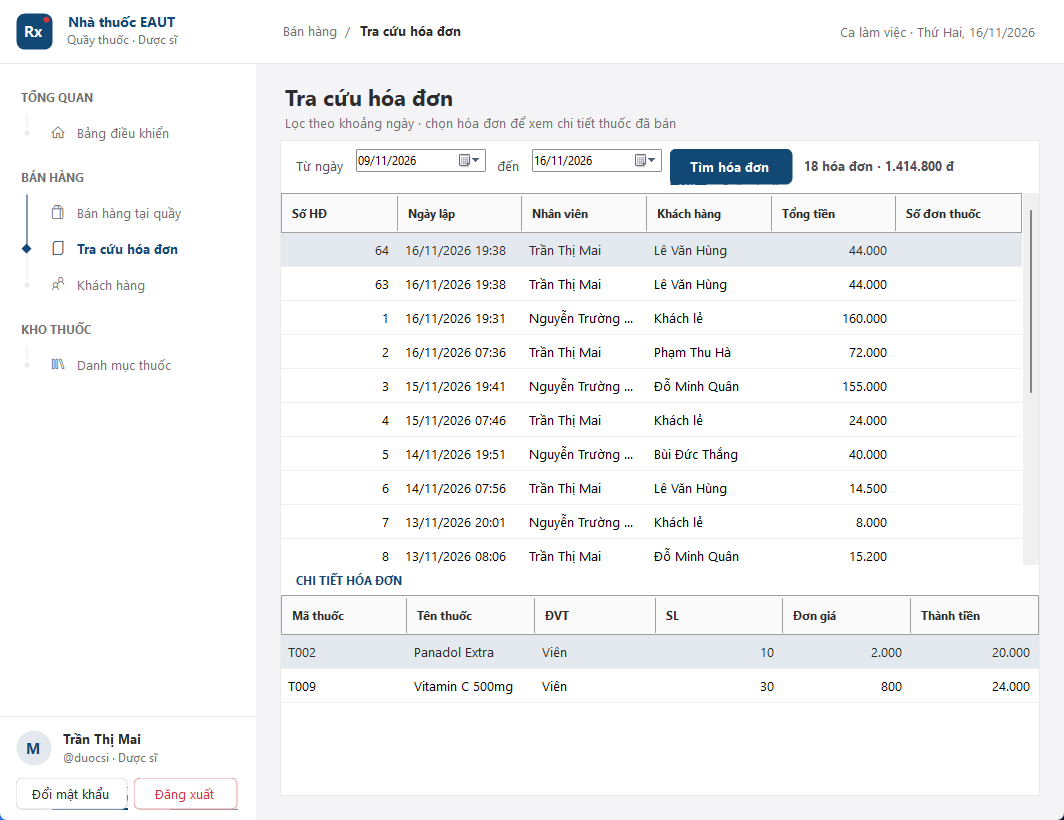 Rx
Nhà thuốc EAUT
Quầy thuốc · Dược sĩ
Bán hàng / Tra cứu hóa đơn
Ca làm việc · Thứ Hai, 16/11/2026
TỔNG QUAN
Bảng điều khiển
BÁN HÀNG
Bán hàng tại quầy
Tra cứu hóa đơn
Khách hàng
KHO THUỐC
Danh mục thuốc
M
Trần Thị Mai
@duocsi · Dược sĩ
Đổi mật khẩu Đăng xuất
Tra cứu hóa đơn
Lọc theo khoảng ngày · chọn hóa đơn để xem chi tiết thuốc đã bán
Từ ngày 09/11/2026 đến 16/11/2026 Tìm hóa đơn 18 hóa đơn · 1.414.800 đ
Số HĐ Ngày lập Nhân viên Khách hàng Tổng tiền Số đơn thuốc
64 16/11/2026 19:38 Trần Thị Mai Lê Văn Hùng 44.000
63 16/11/2026 19:38 Trần Thị Mai Lê Văn Hùng 44.000
1 16/11/2026 19:31 Nguyễn Trường ... Khách lẻ 160.000
2 16/11/2026 07:36 Trần Thị Mai Phạm Thu Hà 72.000
3 15/11/2026 19:41 Nguyễn Trường ... Đỗ Minh Quân 155.000
4 15/11/2026 07:46 Trần Thị Mai Khách lẻ 24.000
5 14/11/2026 19:51 Nguyễn Trường ... Bùi Đức Thắng 40.000
6 14/11/2026 07:56 Trần Thị Mai Lê Văn Hùng 14.500
7 13/11/2026 20:01 Nguyễn Trường ... Khách lẻ 8.000
8 13/11/2026 08:06 Trần Thị Mai Đỗ Minh Quân 15.200
CHI TIẾT HÓA ĐƠN
Mã thuốc Tên thuốc ĐVT SL Đơn giá Thành tiền
T002 Panadol Extra Viên 10 2.000 20.000
T009 Vitamin C 500mg Viên 30 800 24.000